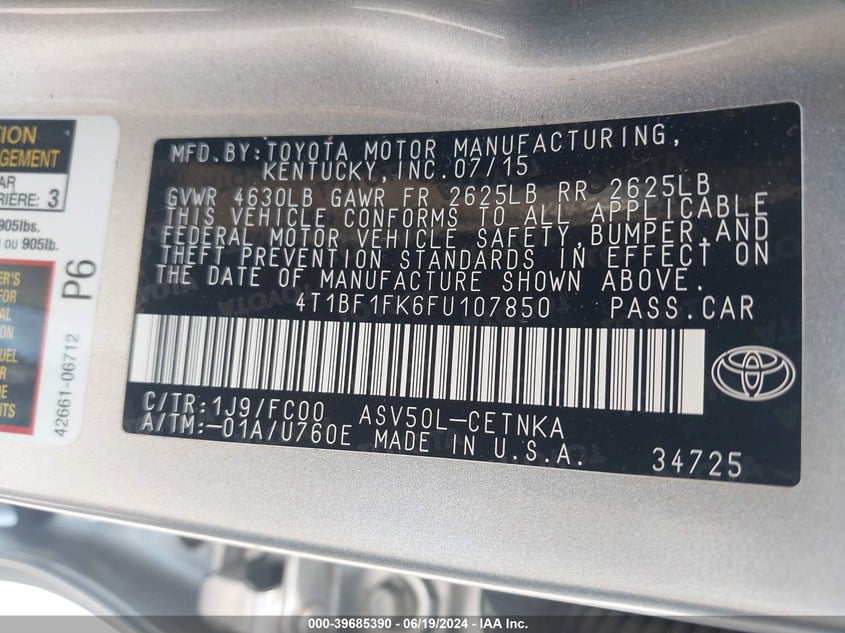 TION
GEMENT
AR
RIÈRE: 3
905lbs.
OU 905lb.
P6
42661-06712
MFD.BY:TOYOTA MOTOR MANUFACTURING,
KENTUCKY,INC.07/15
GVWR 4630LB GAWR FR 2625LB RR 2625LB
THIS VEHICLE CONFORMS TO ALL APPLICABLE
FEDERAL MOTOR VEHICLE SAFETY,BUMPER,AND
THEFT PREVENTION STANDARDS IN EFFECT ON
THE DATE OF MANUFACTURE SHOWN ABOVE.
4T1BF1FK6FU107850 PASS.CAR
C/TR:1J9/FC00 ASV50L-CETNKA
A/TM:-01A/U760E MADE IN U.S.A.
34725
000-39685390 - 06/19/2024 - IAA Inc.